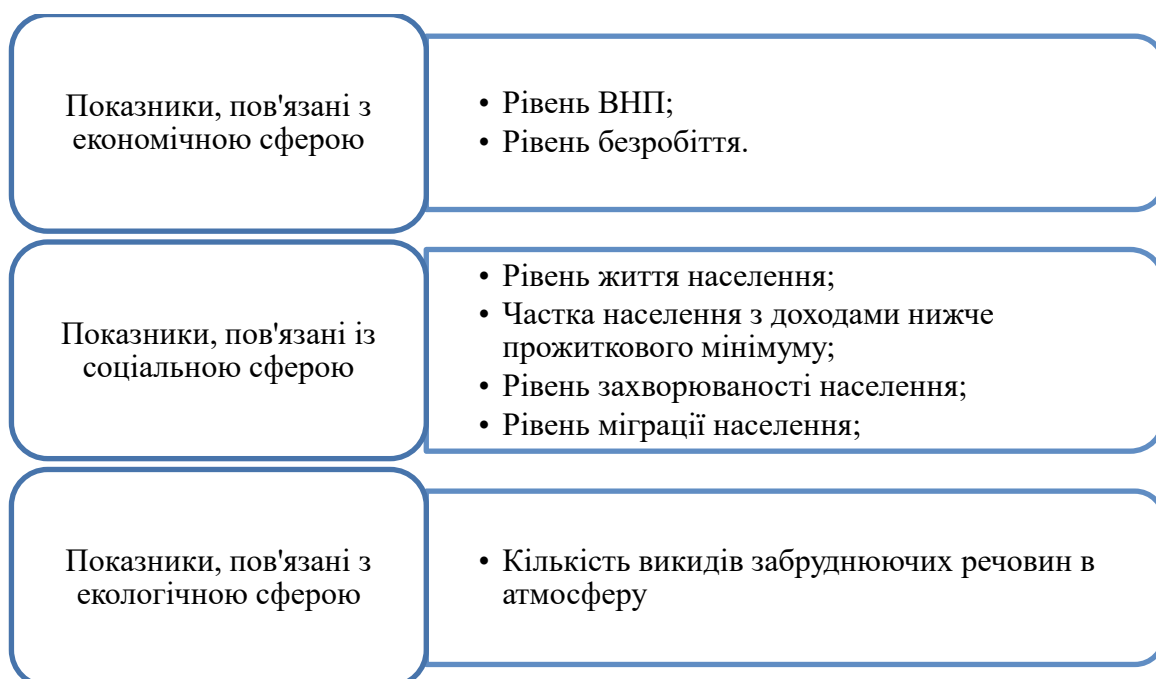 Показники, пов'язані з
економічною сферою
• Рівень ВНП;
• Рівень безробіття.
Показники, пов'язані із
соціальною сферою
• Рівень життя населення;
• Частка населення з доходами нижче
прожиткового мінімуму;
• Рівень захворюваності населення;
• Рівень міграції населення;
Показники, пов'язані з
екологічною сферою
• Кількість викидів забруднюючих речовин в
атмосферу